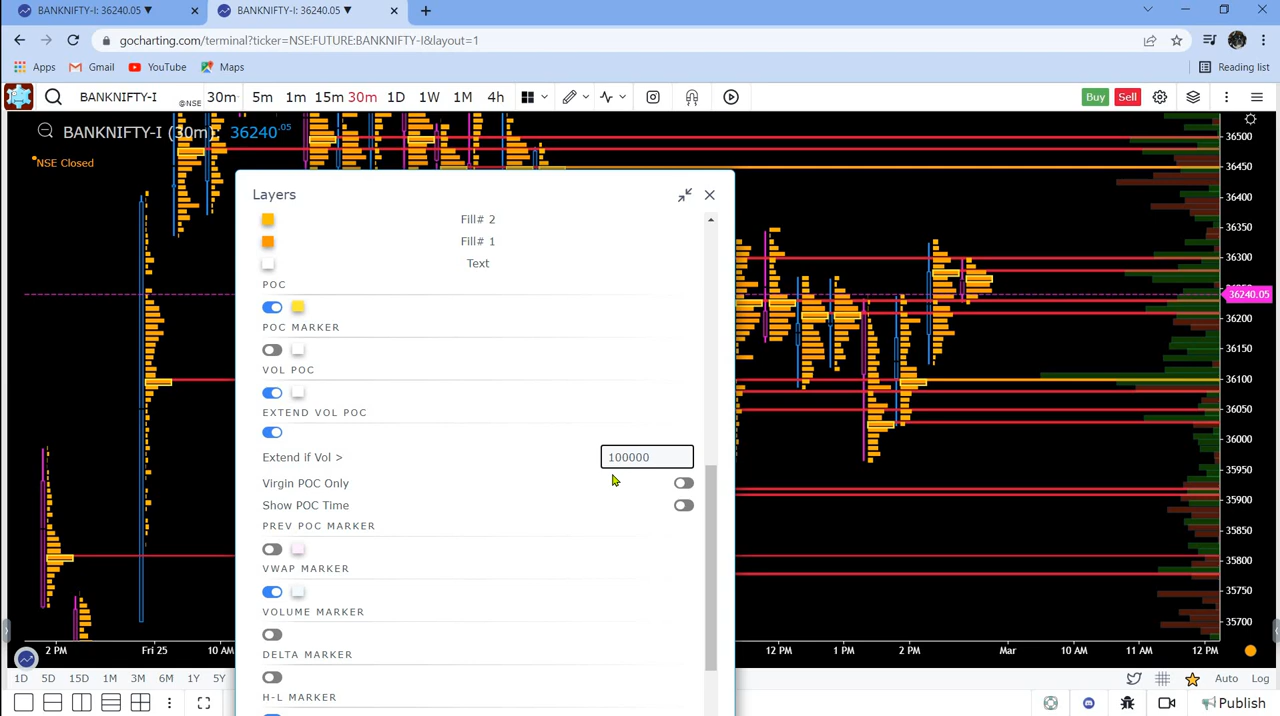 BANKNIFTY-I: 36240.05 ▼
BANKNIFTY-I: 36240.05 ▼
gocharting.com/terminal?ticker=NSE:FUTURE:BANKNIFTY-I&layout=1
Apps Gmail YouTube Maps Reading list
BANKNIFTY-I @NSE 30m 5m 1m 15m 30m 1D 1W 1M 4h Buy Sell
BANKNIFTY-I (30m) 36240.05
NSE Closed
Layers
Fill# 2
Fill# 1
Text
POC
POC MARKER
VOL POC
EXTEND VOL POC
Extend if Vol > 100000
Virgin POC Only
Show POC Time
PREV POC MARKER
VWAP MARKER
VOLUME MARKER
DELTA MARKER
H-L MARKER
36500
36450
36400
36350
36300
36240.05
36200
36150
36100
36050
36000
35950
35900
35850
35800
35750
35700
2 PM Fri 25 10 AM 12 PM 1 PM 2 PM Mar 10 AM 11 AM 12 PM
1D 5D 15D 1M 3M 6M 1Y 5Y Auto Log
Publish